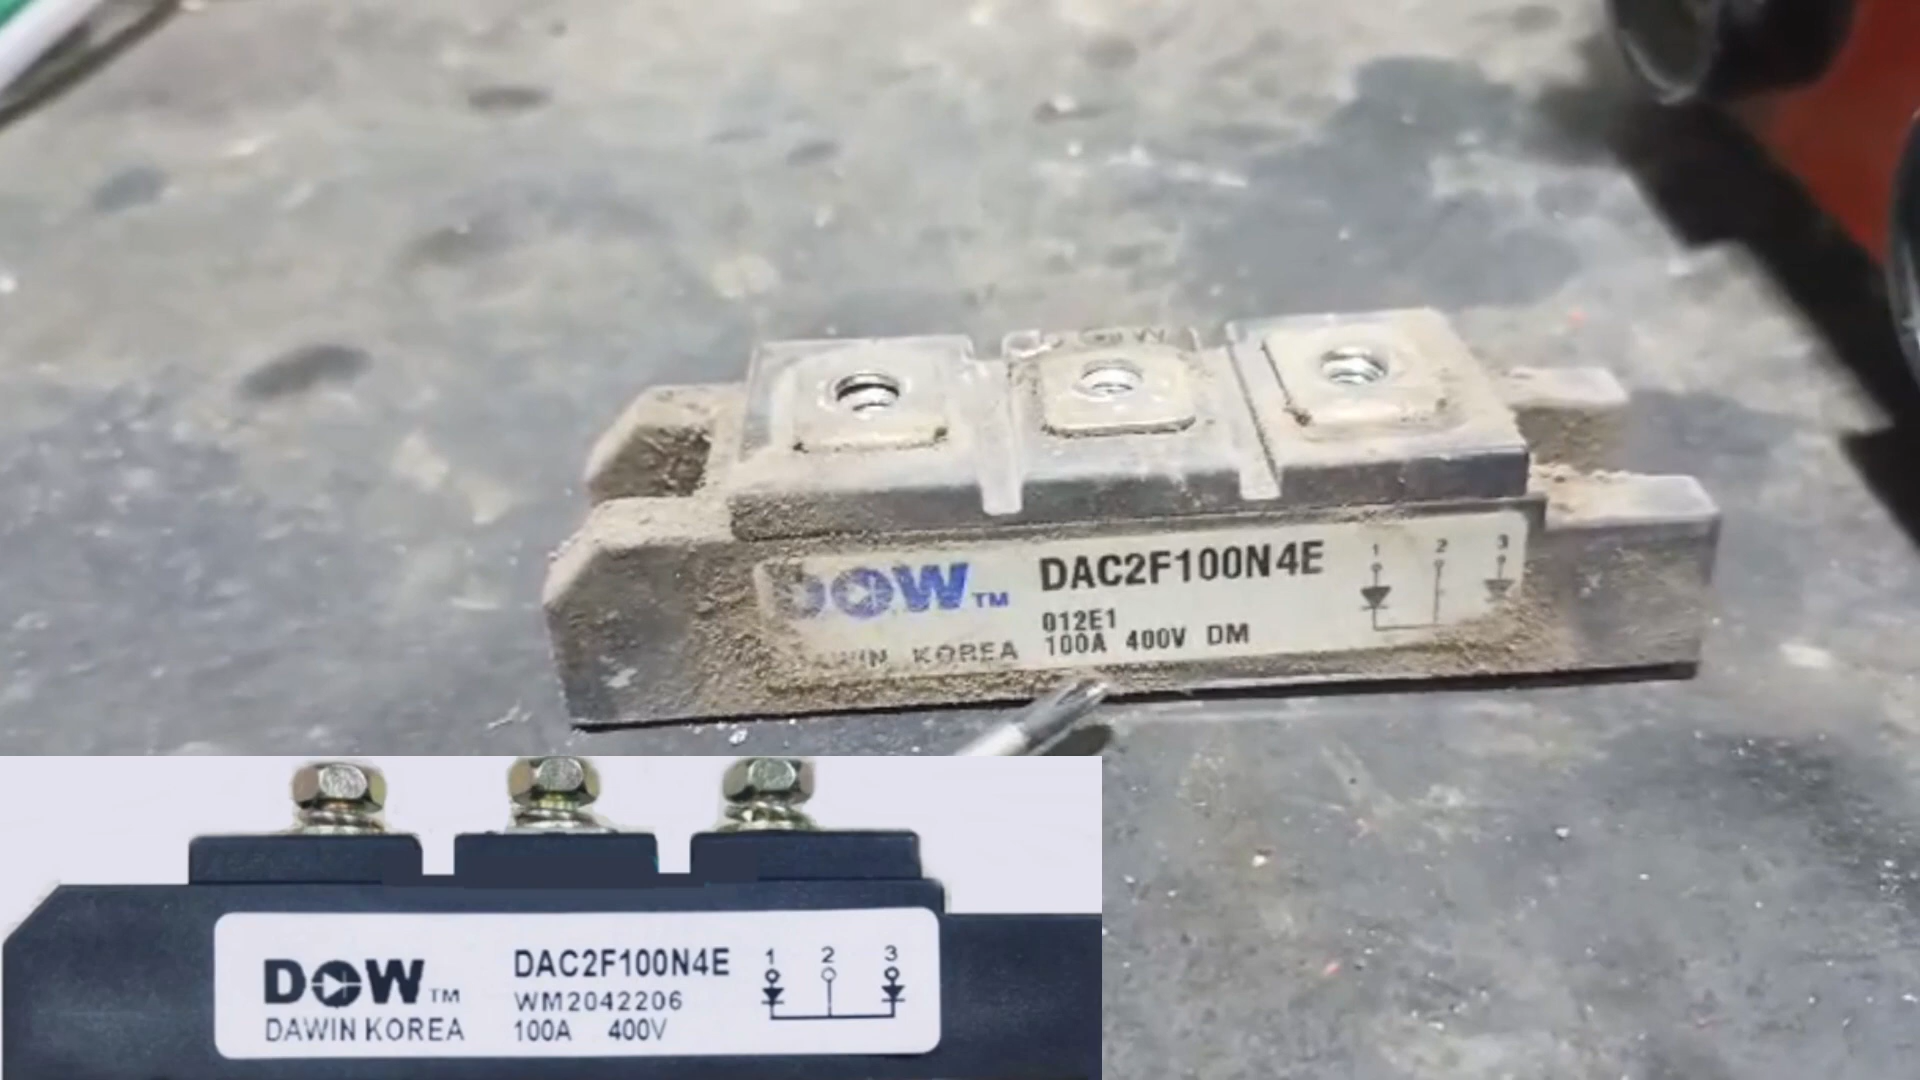 DOW
DOW™ DAC2F100N4E 1 2 3
012E1
DAWIN KOREA 100A 400V DM
DOW™ DAC2F100N4E 1 2 3
WM2042206
DAWIN KOREA 100A 400V